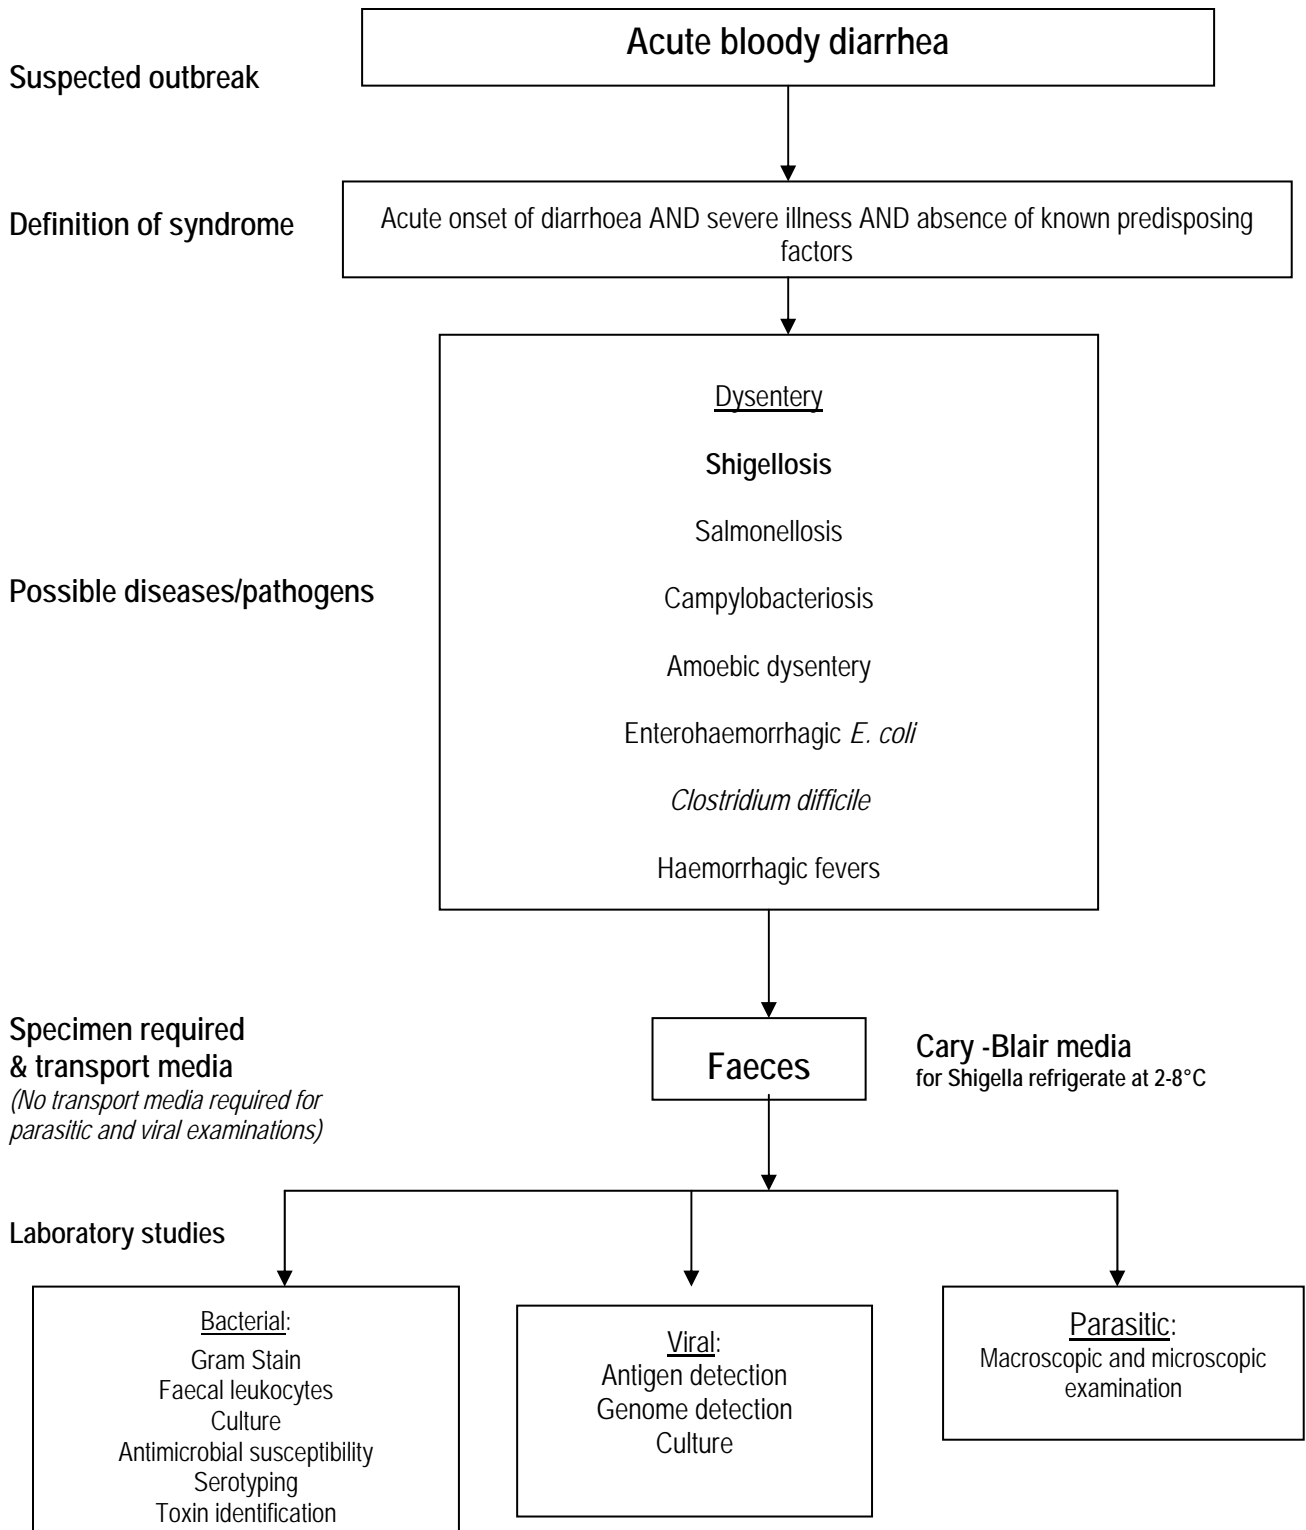 Acute bloody diarrhea
Suspected outbreak
Definition of syndrome
Acute onset of diarrhoea AND severe illness AND absence of known predisposing
factors
Dysentery
Shigellosis
Salmonellosis
Possible diseases/pathogens
Campylobacteriosis
Amoebic dysentery
Enterohaemorrhagic E. coli
Clostridium difficile
Haemorrhagic fevers
Specimen required
& transport media
(No transport media required for
parasitic and viral examinations)
Faeces
Cary -Blair media
for Shigella refrigerate at 2-8°C
Laboratory studies
Bacterial:
Gram Stain
Faecal leukocytes
Culture
Antimicrobial susceptibility
Serotyping
Toxin identification
Viral:
Antigen detection
Genome detection
Culture
Parasitic:
Macroscopic and microscopic
examination